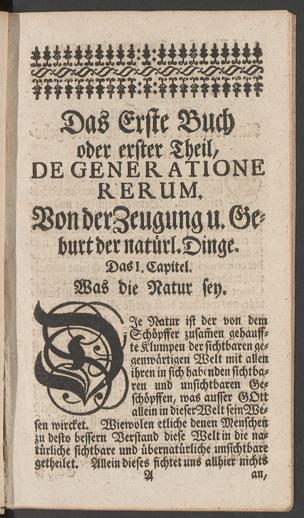 Das Erste Buch
oder erster Theil,
DE GENERATIONE
RERUM.
Von der Zeugung u. Ge-
burt der natürl. Dinge.
Das I. Capitel.
Was die Natur sey.
DIe Natur ist der von dem
Schöpffer zusam̃en gehauff-
te Klumpen der sichtbaren ge-
genwärtigen Welt mit allen
ihren in sich habenden sichtba-
ren und unsichtbaren Ge-
schöpffen, was ausser GOtt
allein in dieser Welt sein We-
sen wircket. Wiewolen etliche denen Menschen
zu desto bessern Verstand diese Welt in die na-
türliche sichtbare und übernatürliche unsichtbare
getheilet. Allein dieses fichtet uns allhier nichts
A an,